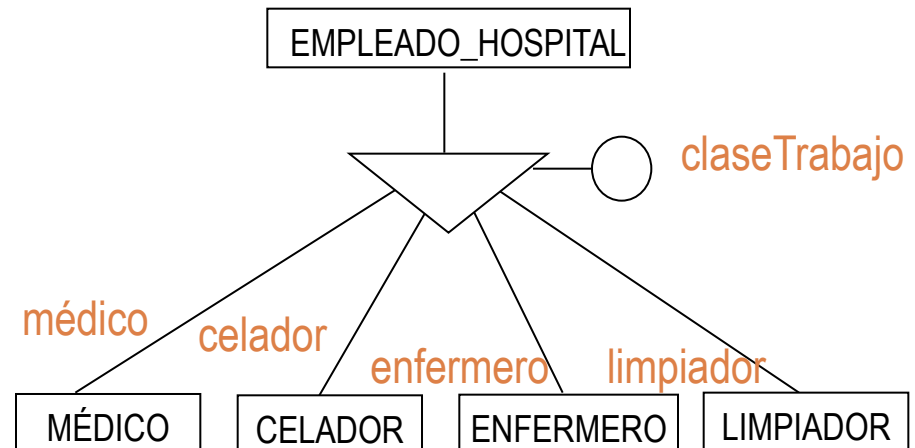 EMPLEADO_HOSPITAL
claseTrabajo
médico
celador
enfermero
limpiador
MÉDICO
CELADOR
ENFERMERO
LIMPIADOR